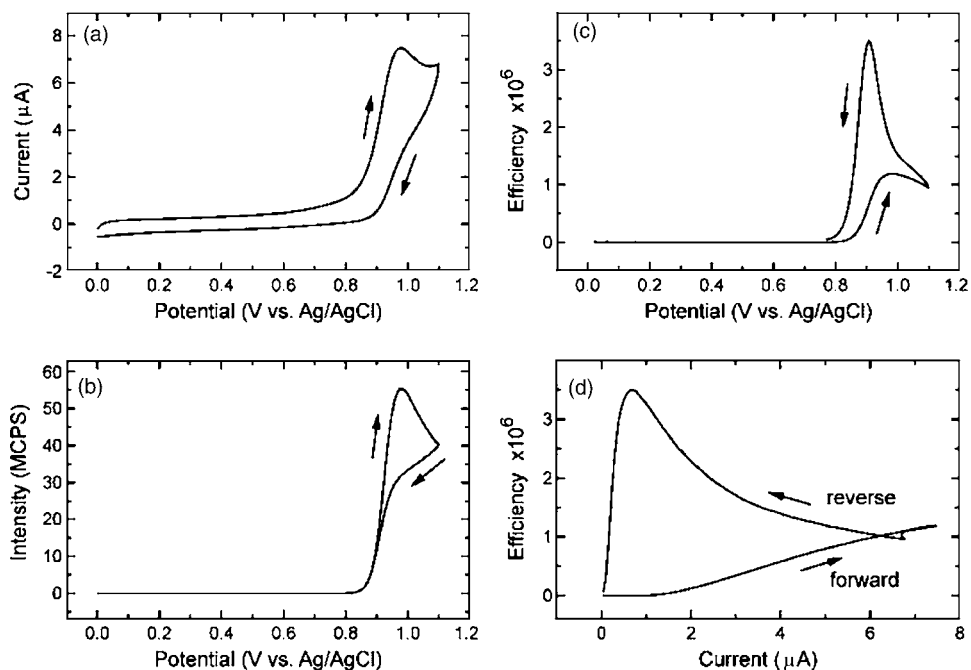 (a)
8
6
4
2
0
-2
Current (μA)
0.0 0.2 0.4 0.6 0.8 1.0 1.2
Potential (V vs. Ag/AgCl)
(b)
60
50
40
30
20
10
0
Intensity (MCPS)
0.0 0.2 0.4 0.6 0.8 1.0 1.2
Potential (V vs. Ag/AgCl)
(c)
3
2
1
0
Efficiency x10⁶
0.0 0.2 0.4 0.6 0.8 1.0 1.2
Potential (V vs. Ag/AgCl)
(d)
3
2
1
0
Efficiency x10⁶
reverse
forward
0 2 4 6 8
Current (μA)